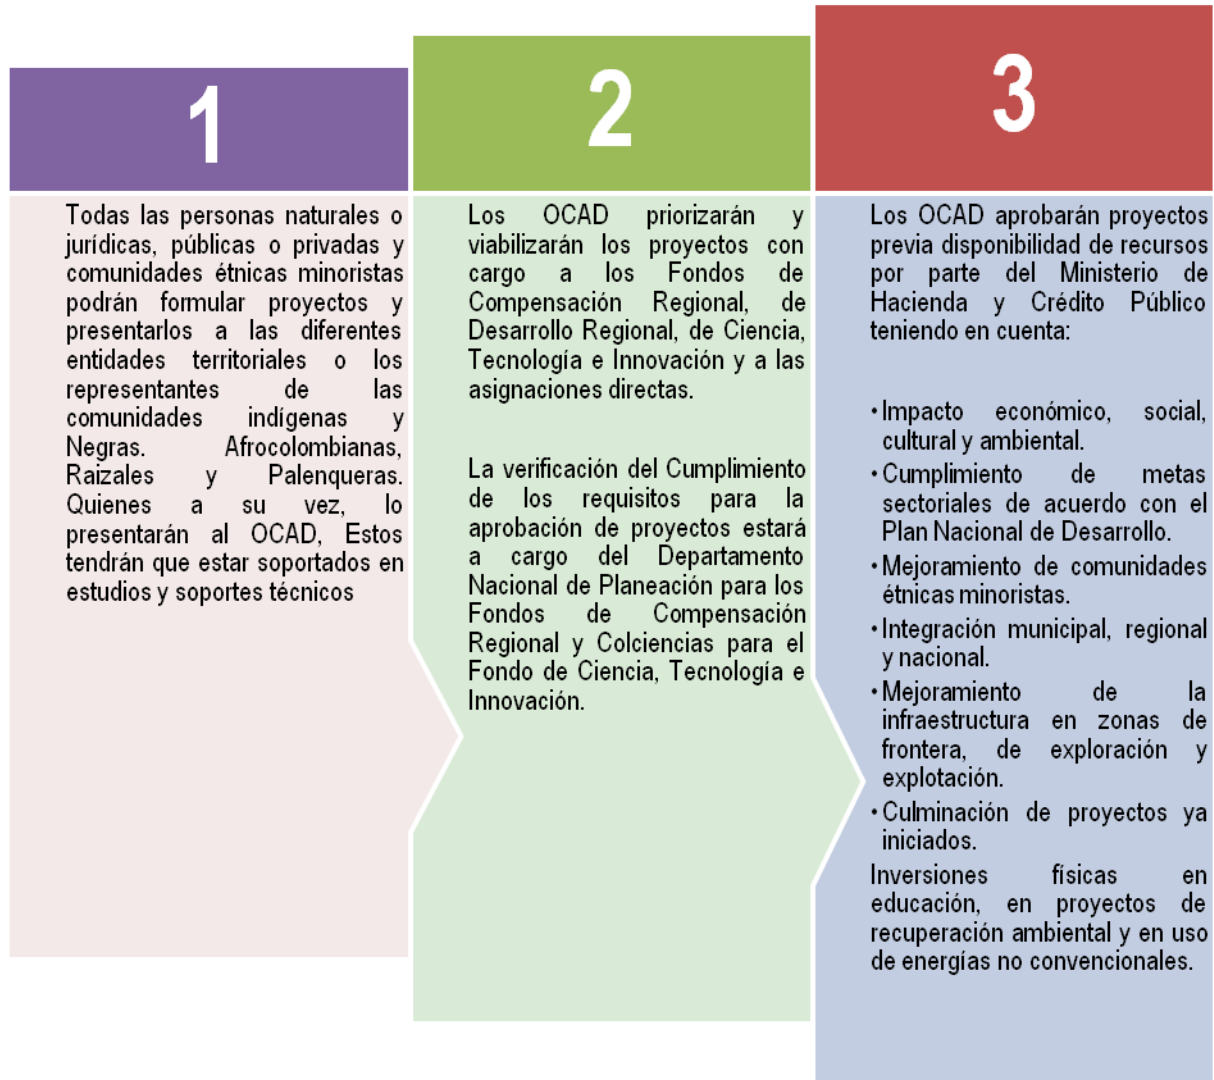 1
Todas las personas naturales o
jurídicas, públicas o privadas y
comunidades étnicas minoristas
podrán formular proyectos y
presentarlos a las diferentes
entidades territoriales o los
representantes de las
comunidades indígenas y
Negras. Afrocolombianas,
Raizales y Palenqueras.
Quienes a su vez, lo
presentarán al OCAD, Estos
tendrán que estar soportados en
estudios y soportes técnicos
2
Los OCAD priorizarán y
viabilizarán los proyectos con
cargo a los Fondos de
Compensación Regional, de
Desarrollo Regional, de Ciencia,
Tecnología e Innovación y a las
asignaciones directas.
La verificación del Cumplimiento
de los requisitos para la
aprobación de proyectos estará
a cargo del Departamento
Nacional de Planeación para los
Fondos de Compensación
Regional y Colciencias para el
Fondo de Ciencia, Tecnología e
Innovación.
3
Los OCAD aprobarán proyectos
previa disponibilidad de recursos
por parte del Ministerio de
Hacienda y Crédito Público
teniendo en cuenta:
•Impacto económico, social,
cultural y ambiental.
•Cumplimiento de metas
sectoriales de acuerdo con el
Plan Nacional de Desarrollo.
•Mejoramiento de comunidades
étnicas minoristas.
•Integración municipal, regional
y nacional.
•Mejoramiento de la
infraestructura en zonas de
frontera, de exploración y
explotación.
•Culminación de proyectos ya
iniciados.
Inversiones físicas en
educación, en proyectos de
recuperación ambiental y en uso
de energías no convencionales.